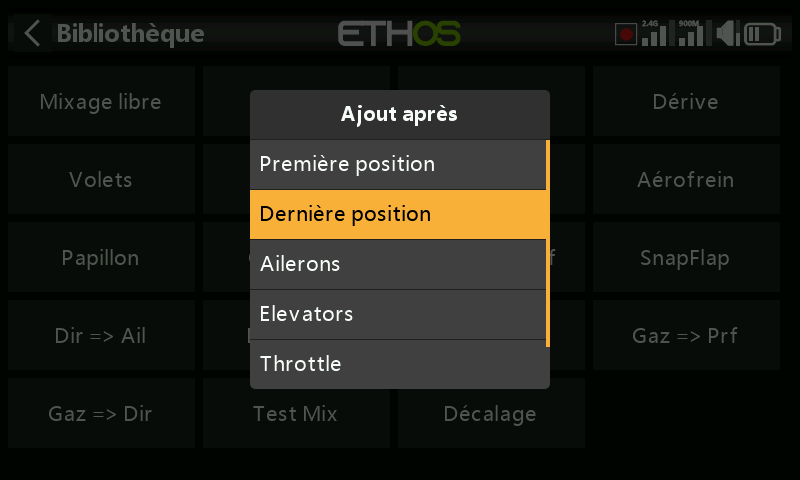 Bibliothèque
ETHOS
2.4G
900M
Mixage libre
Dérive
Ajout après
Première position
Dernière position
Ailerons
Elevators
Throttle
Volets
Aérofrein
Papillon
SnapFlap
Dir => Ail
Gaz => Prf
Gaz => Dir
Test Mix
Décalage